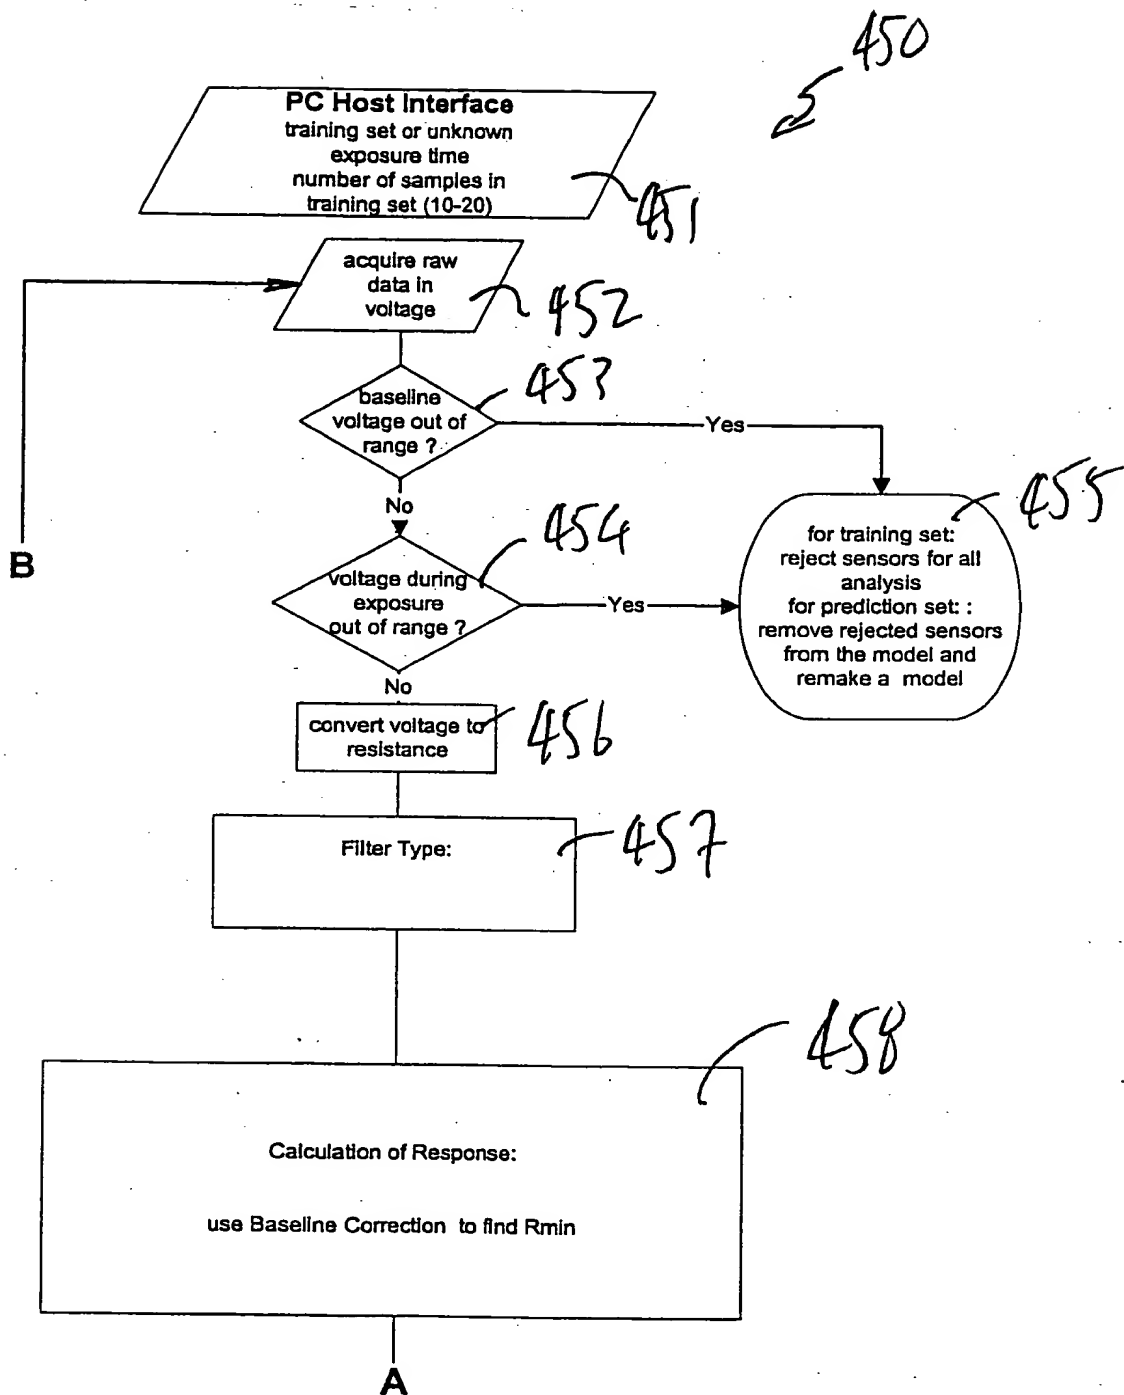 450
PC Host Interface
training set or unknown
exposure time
number of samples in
training set (10-20)
451
acquire raw
data in
voltage
452
baseline
voltage out of
range ?
453
Yes
No
455
for training set:
reject sensors for all
analysis
for prediction set: :
remove rejected sensors
from the model and
remake a model
B
454
voltage during
exposure
out of range ?
Yes
No
convert voltage to
resistance
456
Filter Type:
457
458
Calculation of Response:
use Baseline Correction to find Rmin
A